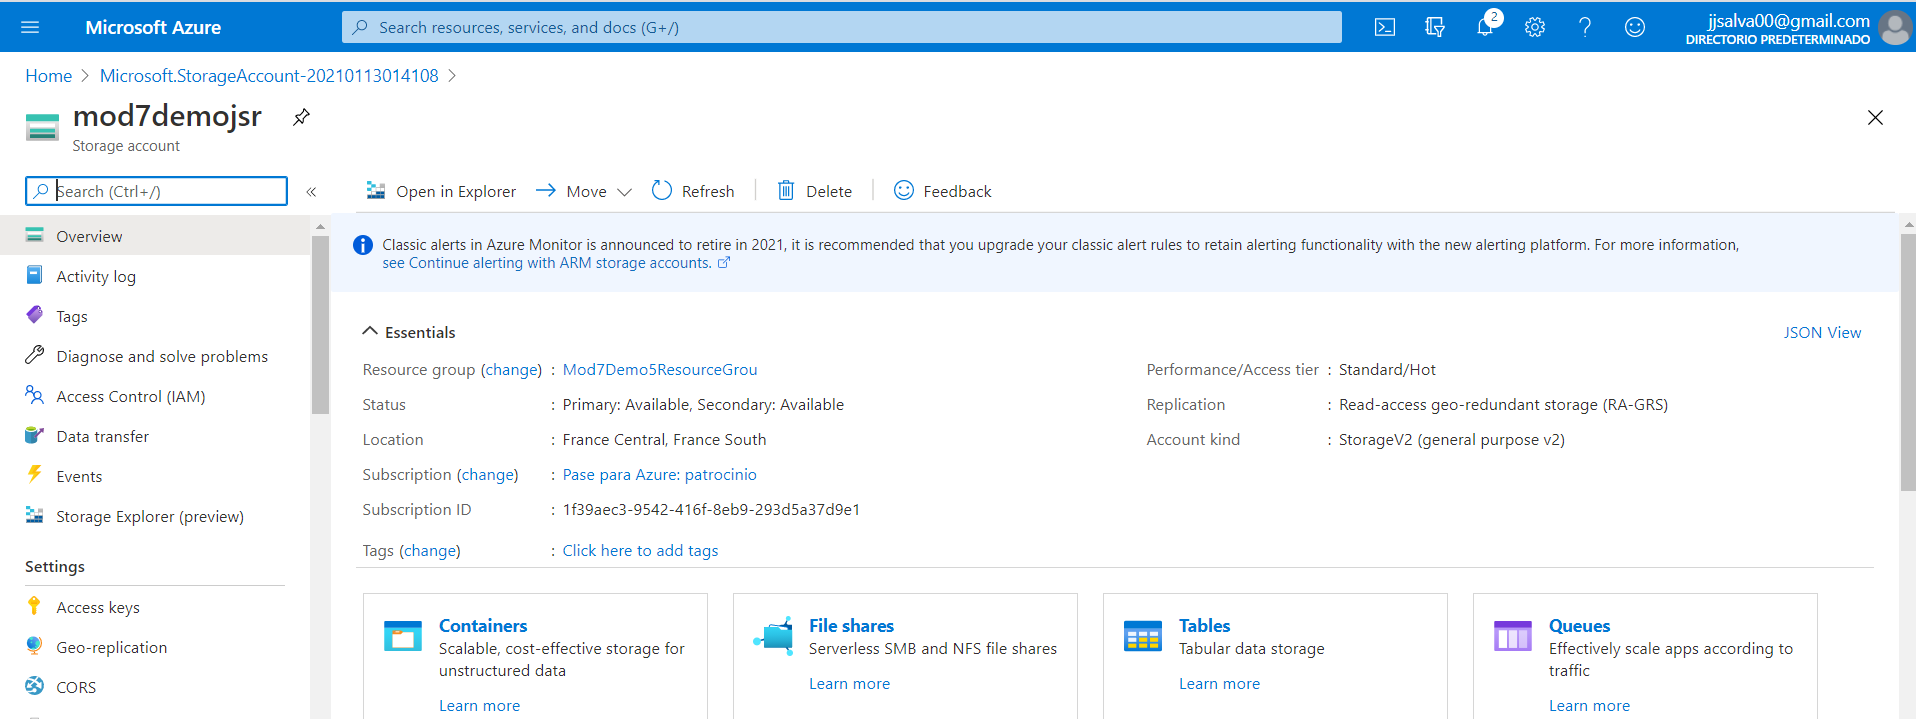 Microsoft Azure
Search resources, services, and docs (G+/)
2
jjsalva00@gmail.com
DIRECTORIO PREDETERMINADO
Home > Microsoft.StorageAccount-20210113014108 >
mod7demojsr
Storage account
Search (Ctrl+/)
«
Overview
Activity log
Tags
Diagnose and solve problems
Access Control (IAM)
Data transfer
Events
Storage Explorer (preview)
Settings
Access keys
Geo-replication
CORS
Open in Explorer
Move
Refresh
Delete
Feedback
Classic alerts in Azure Monitor is announced to retire in 2021, it is recommended that you upgrade your classic alert rules to retain alerting functionality with the new alerting platform. For more information,
see Continue alerting with ARM storage accounts.
Essentials
JSON View
Resource group (change) : Mod7Demo5ResourceGrou
Status : Primary: Available, Secondary: Available
Location : France Central, France South
Subscription (change) : Pase para Azure: patrocinio
Subscription ID : 1f39aec3-9542-416f-8eb9-293d5a37d9e1
Tags (change) : Click here to add tags
Performance/Access tier : Standard/Hot
Replication : Read-access geo-redundant storage (RA-GRS)
Account kind : StorageV2 (general purpose v2)
Containers
Scalable, cost-effective storage for
unstructured data
Learn more
File shares
Serverless SMB and NFS file shares
Learn more
Tables
Tabular data storage
Learn more
Queues
Effectively scale apps according to
traffic
Learn more